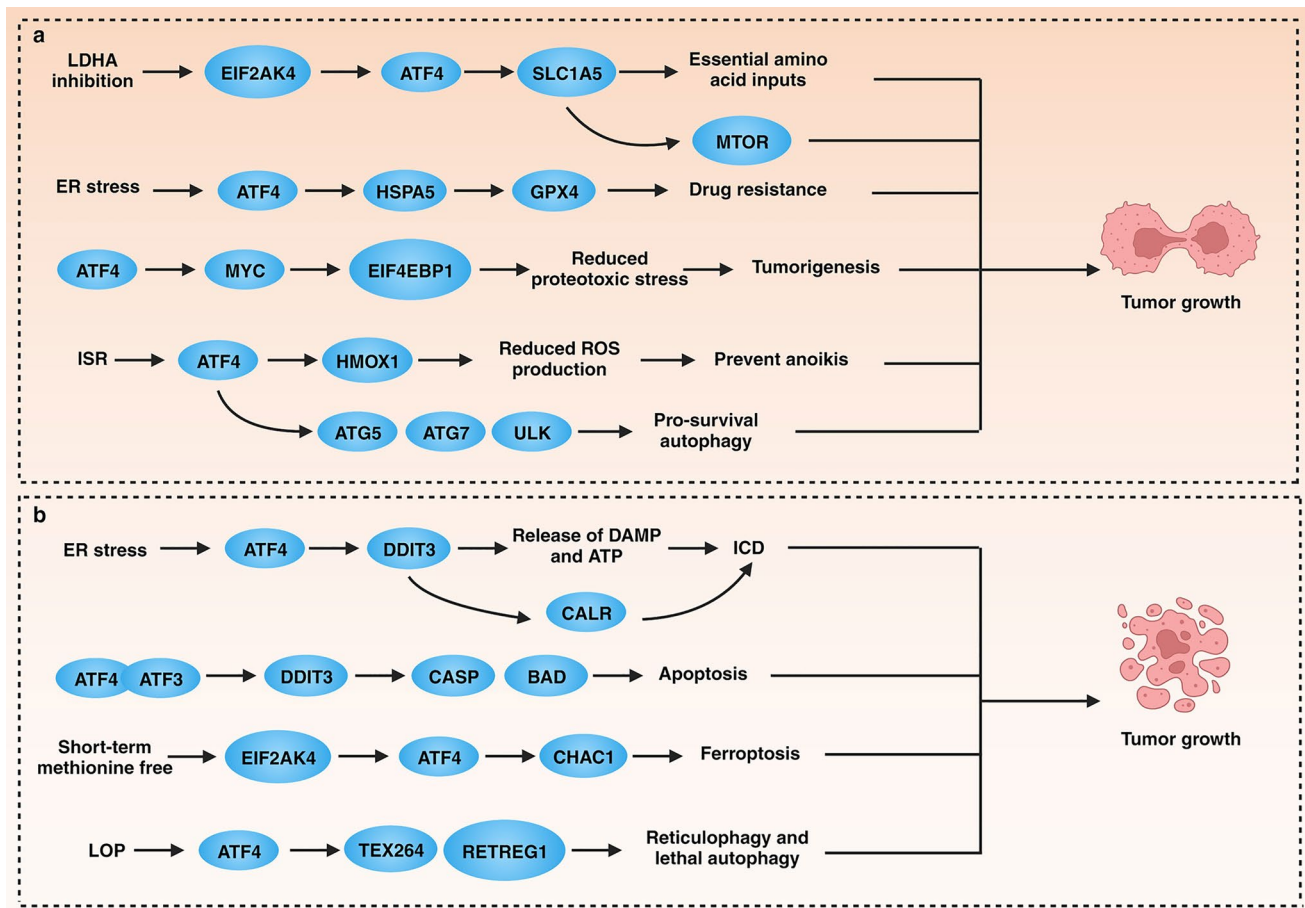 a
LDHA
inhibition
EIF2AK4
ATF4
SLC1A5
Essential amino
acid inputs
MTOR
ER stress
ATF4
HSPA5
GPX4
Drug resistance
ATF4
MYC
EIF4EBP1
Reduced
proteotoxic stress
Tumorigenesis
Tumor growth
ISR
ATF4
HMOX1
Reduced ROS
production
Prevent anoikis
ATG5
ATG7
ULK
Pro-survival
autophagy
b
ER stress
ATF4
DDIT3
Release of DAMP
and ATP
ICD
CALR
ATF4
ATF3
DDIT3
CASP
BAD
Apoptosis
Short-term
methionine free
EIF2AK4
ATF4
CHAC1
Ferroptosis
Tumor growth
LOP
ATF4
TEX264
RETREG1
Reticulophagy and
lethal autophagy